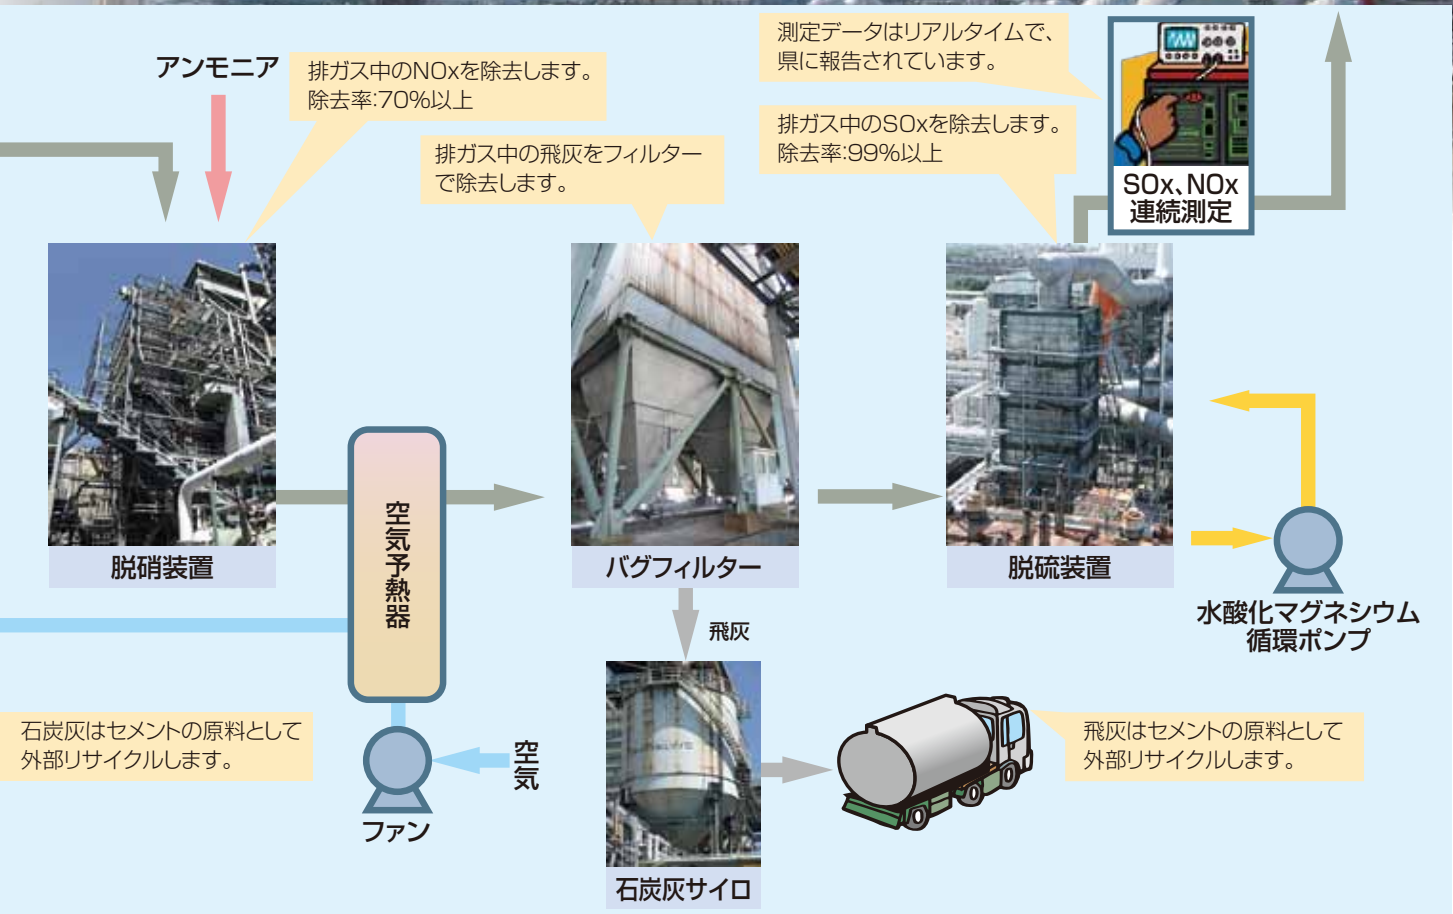 アンモニア
排ガス中のNOxを除去します。
除去率:70%以上
排ガス中の飛灰をフィルター
で除去します。
測定データはリアルタイムで、
県に報告されています。
排ガス中のSOxを除去します。
除去率:99%以上
SOx、NOx
連続測定
脱硝装置
空気予熱器
バグフィルター
脱硫装置
水酸化マグネシウム
循環ポンプ
飛灰
石炭灰はセメントの原料として
外部リサイクルします。
空気
ファン
石炭灰サイロ
飛灰はセメントの原料として
外部リサイクルします。